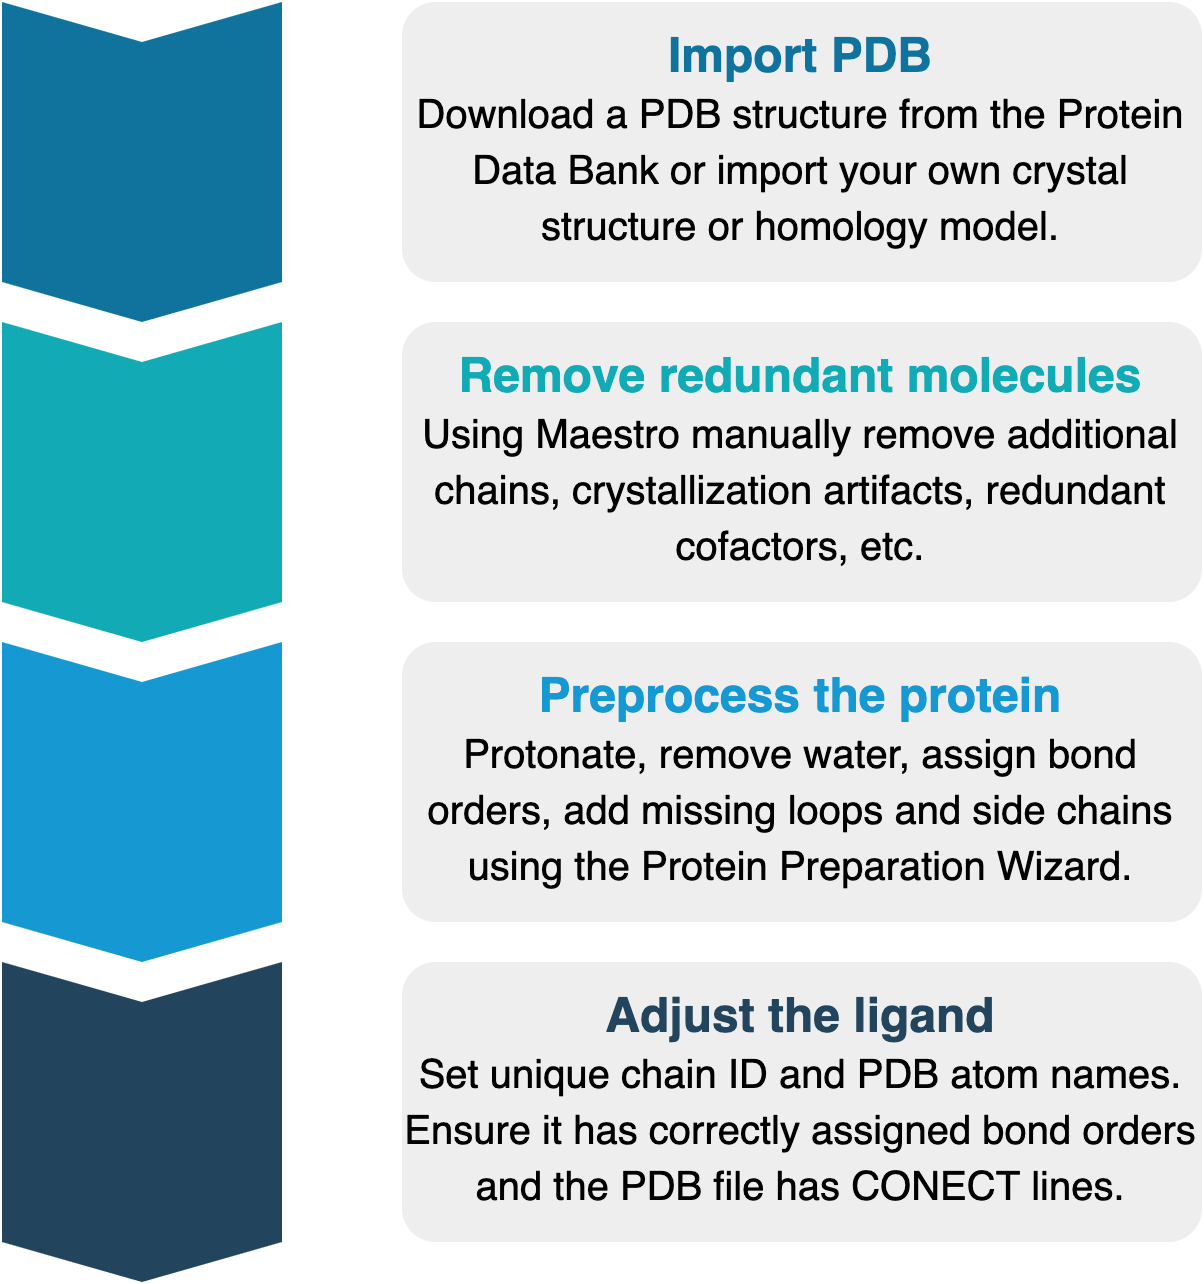 Import PDB
Download a PDB structure from the Protein
Data Bank or import your own crystal
structure or homology model.
Remove redundant molecules
Using Maestro manually remove additional
chains, crystallization artifacts, redundant
cofactors, etc.
Preprocess the protein
Protonate, remove water, assign bond
orders, add missing loops and side chains
using the Protein Preparation Wizard.
Adjust the ligand
Set unique chain ID and PDB atom names.
Ensure it has correctly assigned bond orders
and the PDB file has CONECT lines.